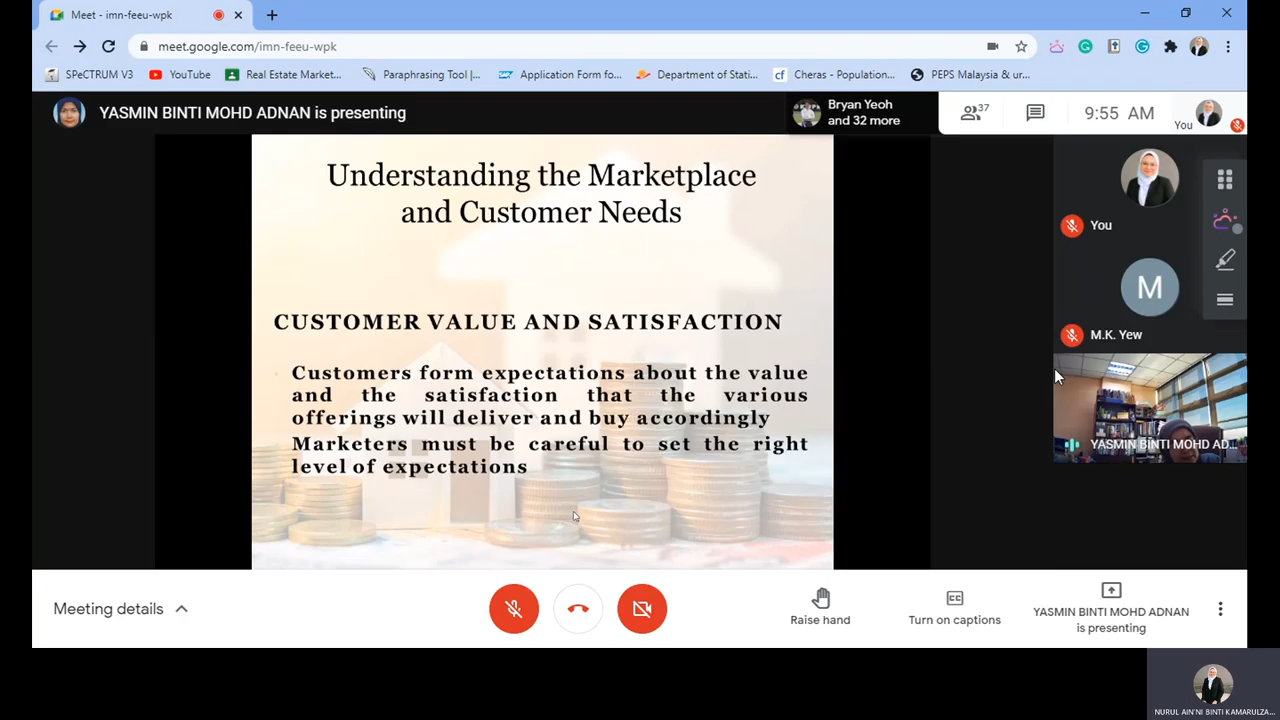 Meet - imn-feeu-wpk
meet.google.com/imn-feeu-wpk
SPeCTRUM V3
YouTube
Real Estate Market...
Paraphrasing Tool |...
Application Form fo...
Department of Stati...
cf
Cheras - Population...
PEPS Malaysia & ur...
YASMIN BINTI MOHD ADNAN is presenting
Bryan Yeoh
and 32 more
37
9:55 AM
You
Understanding the Marketplace
and Customer Needs
CUSTOMER VALUE AND SATISFACTION
Customers form expectations about the value
and the satisfaction that the various
offerings will deliver and buy accordingly
Marketers must be careful to set the right
level of expectations
You
M
M.K. Yew
YASMIN BINTI MOHD AD...
Meeting details
Raise hand
CC
Turn on captions
YASMIN BINTI MOHD ADNAN
is presenting
NURUL AIN'NI BINTI KAMARULZA...